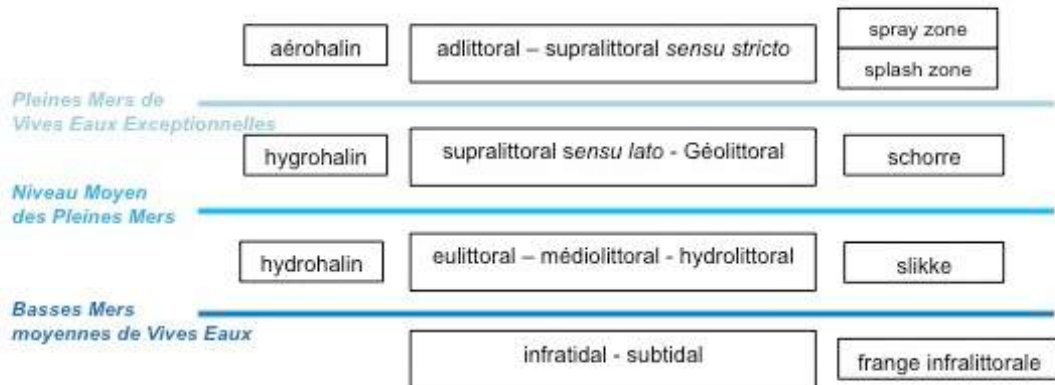 aérohalin
adlittoral – supralittoral sensu stricto
spray zone
splash zone
Pleines Mers de
Vives Eaux Exceptionnelles
hygrohalin
supralittoral sensu lato - Géolittoral
schorre
Niveau Moyen
des Pleines Mers
hydrohalin
eulittoral – médiolittoral - hydrolittoral
slikke
Basses Mers
moyennes de Vives Eaux
infratidal - subtidal
frange infralittorale